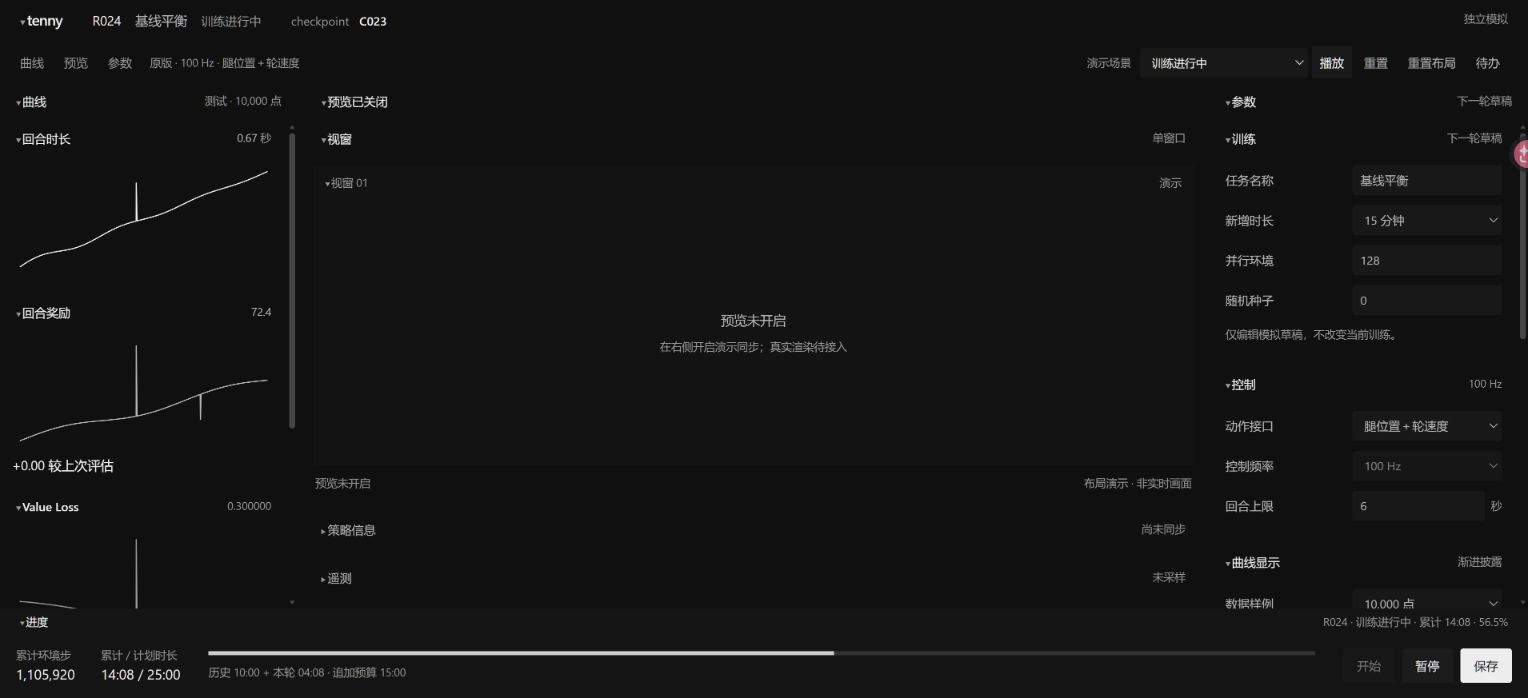 tenny R024 基线平衡 训练进行中 checkpoint C023 独立模拟
曲线 预览 参数 原版 · 100 Hz · 腿位置 + 轮速度 演示场景 训练进行中 播放 重置 重置布局 待办
曲线 测试 · 10,000 点
回合时长 0.67 秒
回合奖励 72.4
+0.00 较上次评估
Value Loss 0.300000
预览已关闭
视窗 单窗口
视窗 01 演示
预览未开启
在右侧开启演示同步；真实渲染待接入
预览未开启 布局演示 · 非实时画面
策略信息 尚未同步
遥测 未采样
参数 下一轮草稿
训练 下一轮草稿
任务名称 基线平衡
新增时长 15 分钟
并行环境 128
随机种子 0
仅编辑模拟草稿，不改变当前训练。
控制 100 Hz
动作接口 腿位置 + 轮速度
控制频率 100 Hz
回合上限 6 秒
曲线显示 渐进披露
数据样例 10,000 点
进度 R024 · 训练进行中 · 累计 14:08 · 56.5%
累计环境步 累计 / 计划时长
1,105,920 14:08 / 25:00 历史 10:00 + 本轮 04:08 · 追加预算 15:00 开始 暂停 保存